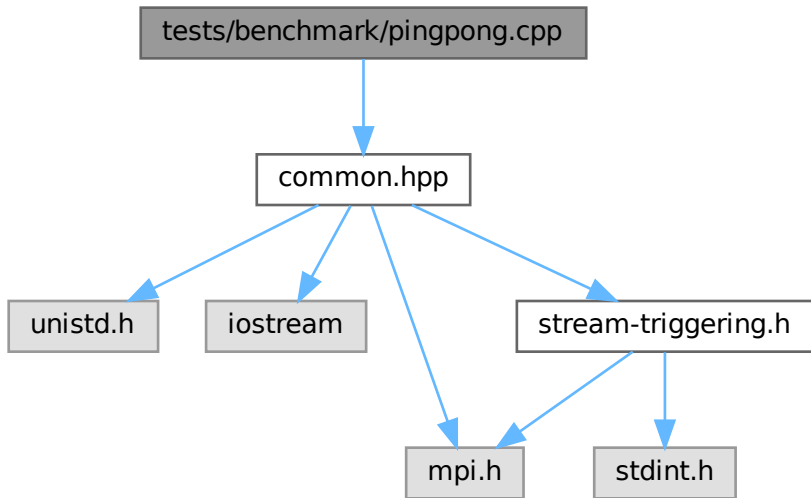 tests/benchmark/pingpong.cpp
common.hpp
unistd.h
iostream
stream-triggering.h
mpi.h
stdint.h